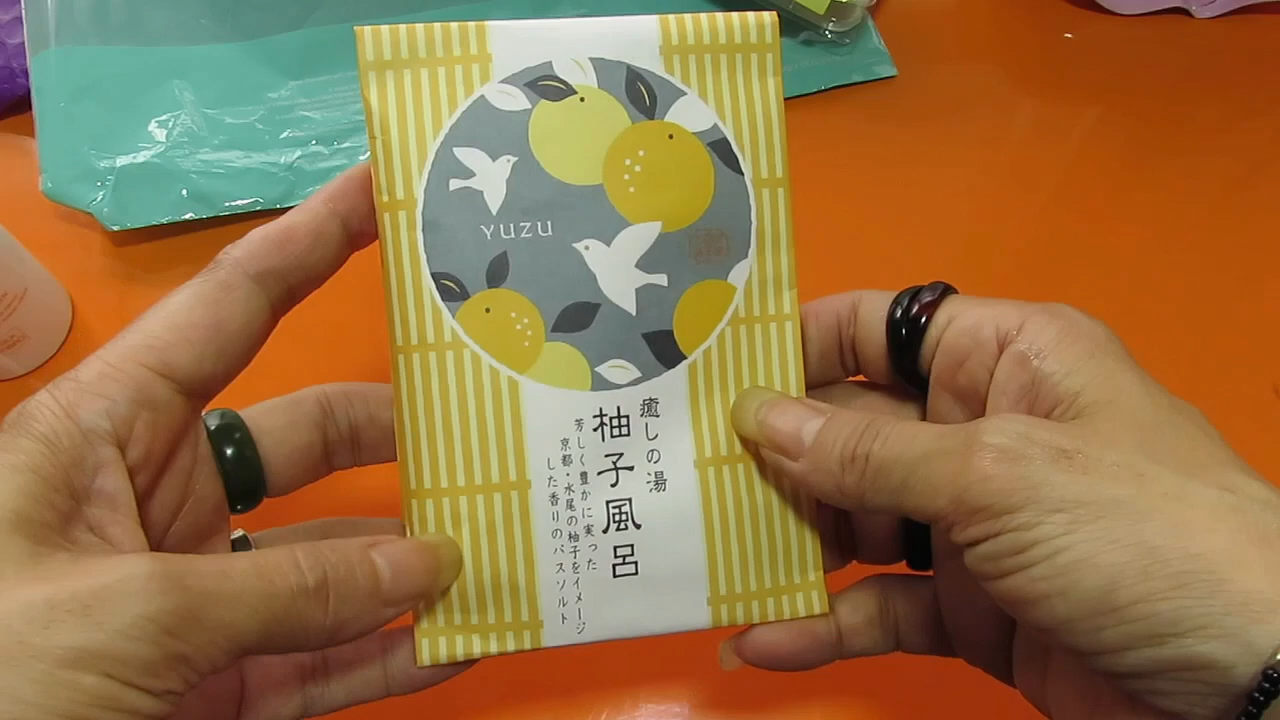 YUZU
癒しの湯
柚子風呂
芳しく豊かに実った
京都・水尾の柚子をイメージ
した香りのバスソルト